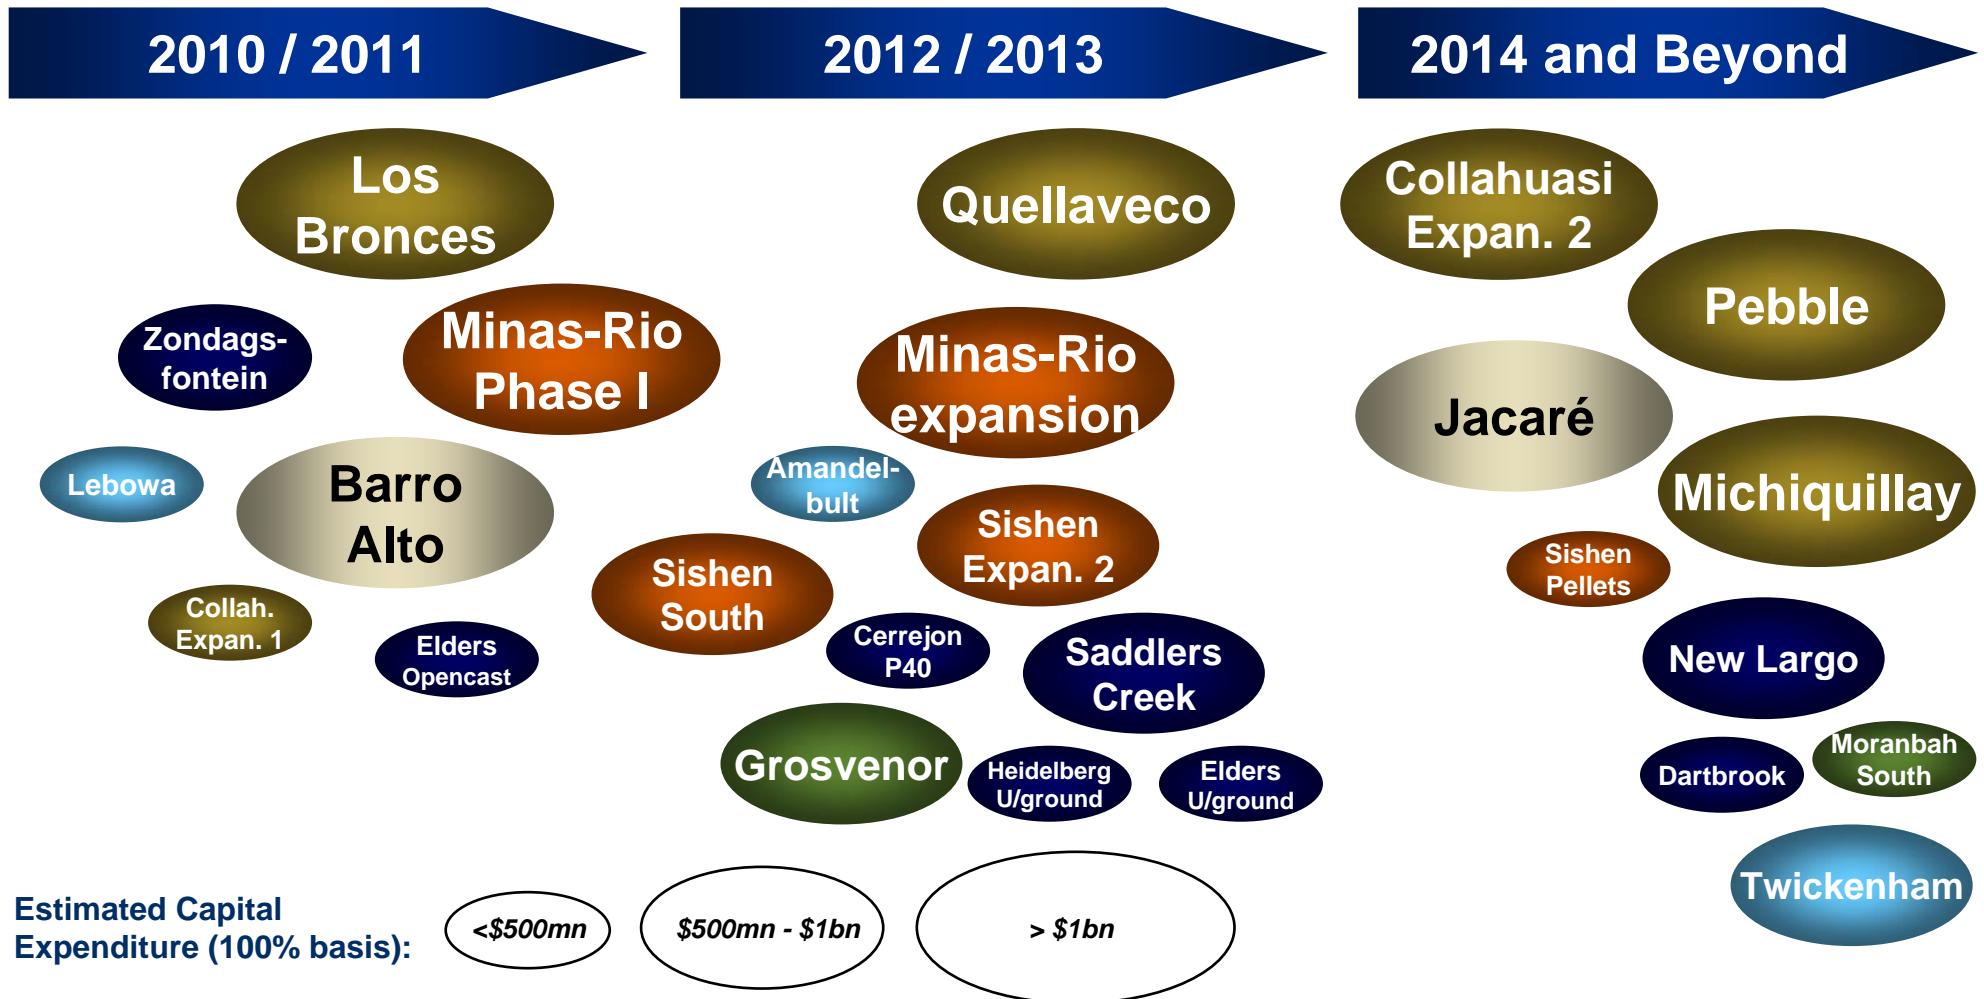 2010 / 2011
2012 / 2013
2014 and Beyond
Los
Bronces
Zondags-
fontein
Minas-Rio
Phase I
Lebowa
Barro
Alto
Collah.
Expan. 1
Elders
Opencast
Quellaveco
Minas-Rio
expansion
Amandel-
bult
Sishen
Expan. 2
Sishen
South
Cerrejon
P40
Saddlers
Creek
Grosvenor
Heidelberg
U/ground
Elders
U/ground
Collahuasi
Expan. 2
Pebble
Jacaré
Michiquillay
Sishen
Pellets
New Largo
Dartbrook
Moranbah
South
Twickenham
Estimated Capital
Expenditure (100% basis):
<$500mn
$500mn - $1bn
> $1bn